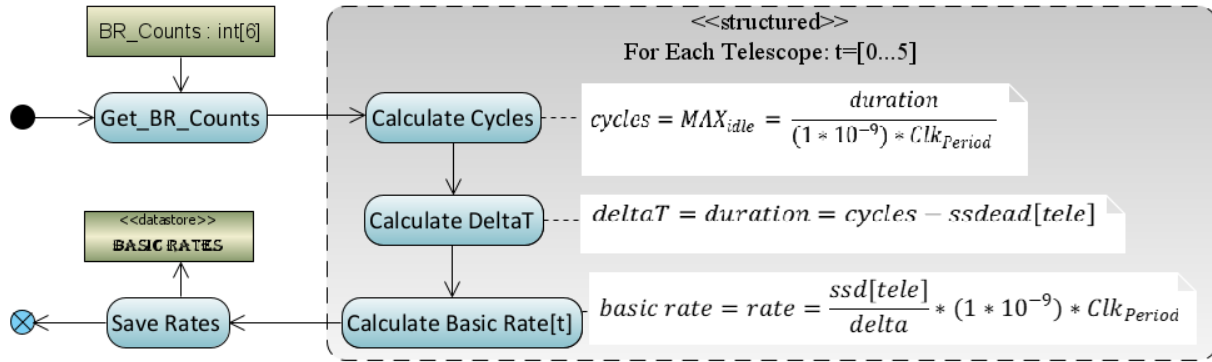 BR_Counts : int[6]
<<structured>>
For Each Telescope: t=[0...5]
Get_BR_Counts
Calculate Cycles
cycles = MAX_idle = duration / ((1 * 10^−9) * Clk_Period)
Calculate DeltaT
deltaT = duration = cycles − ssdead[tele]
<<datastore>>
BASIC RATES
Save Rates
Calculate Basic Rate[t]
basic rate = rate = ssd[tele] / delta * (1 * 10^−9) * Clk_Period